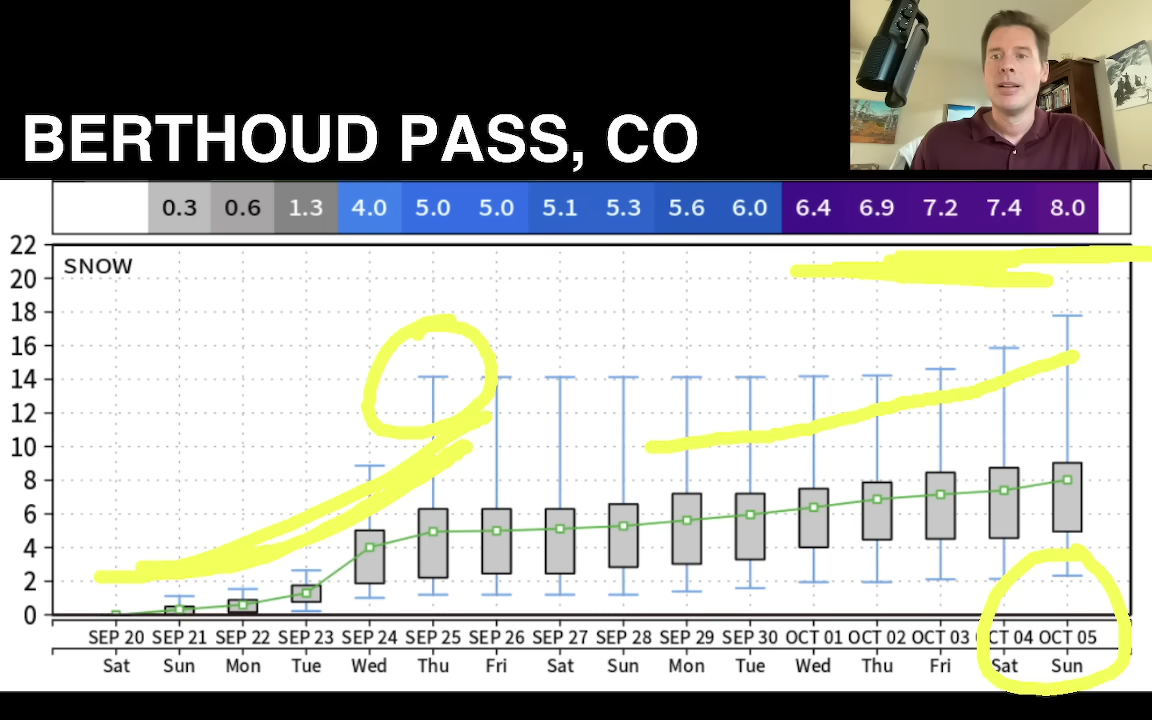 BERTHOUD PASS, CO
0.3 0.6 1.3 4.0 5.0 5.0 5.1 5.3 5.6 6.0 6.4 6.9 7.2 7.4 8.0
SNOW
22
20
18
16
14
12
10
8
6
4
2
0
SEP 20 SEP 21 SEP 22 SEP 23 SEP 24 SEP 25 SEP 26 SEP 27 SEP 28 SEP 29 SEP 30 OCT 01 OCT 02 OCT 03 OCT 04 OCT 05
Sat Sun Mon Tue Wed Thu Fri Sat Sun Mon Tue Wed Thu Fri Sat Sun